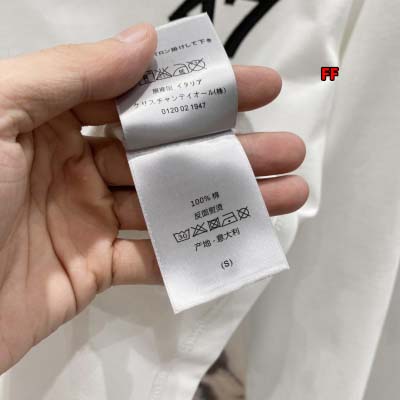 FF
ロン掛けして下さ
原産国 イタリア
クリスチャンディオール(株)
0120 02 1947
100% 棉
反面熨烫
30
产地·意大利
(S)